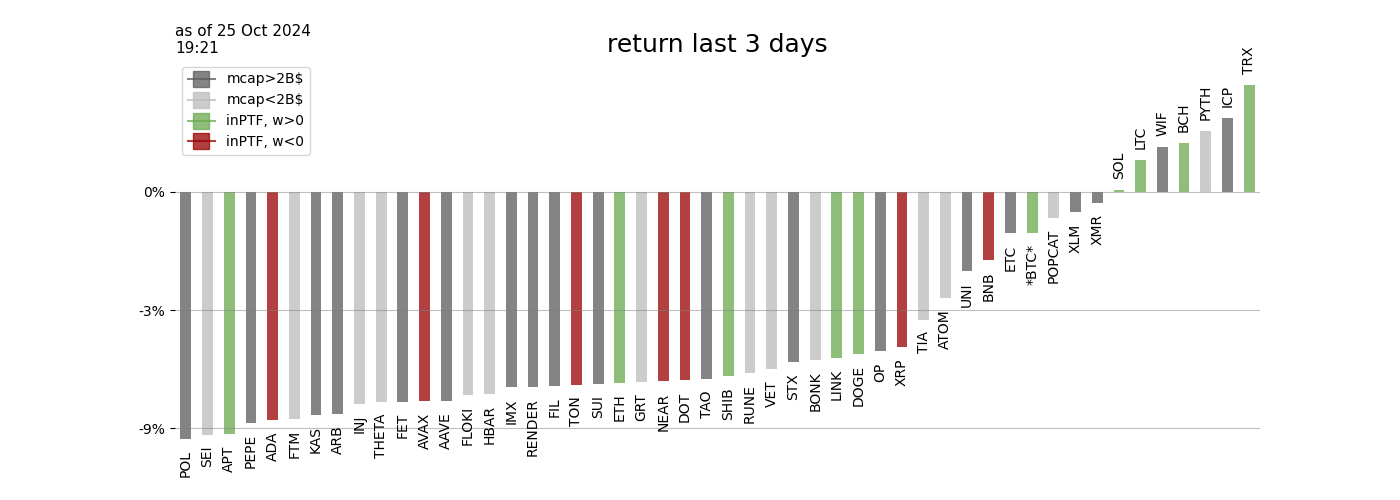 as of 25 Oct 2024
19:21
return last 3 days
mcap>2B$
mcap<2B$
inPTF, w>0
inPTF, w<0
0%
-3%
-9%
POL
SEI
APT
PEPE
ADA
FTM
KAS
ARB
INJ
THETA
FET
AVAX
AAVE
FLOKI
HBAR
IMX
RENDER
FIL
TON
SUI
ETH
GRT
NEAR
DOT
TAO
SHIB
RUNE
VET
STX
BONK
LINK
DOGE
OP
XRP
TIA
ATOM
UNI
BNB
ETC
*BTC*
POPCAT
XLM
XMR
SOL
LTC
WIF
BCH
PYTH
ICP
TRX